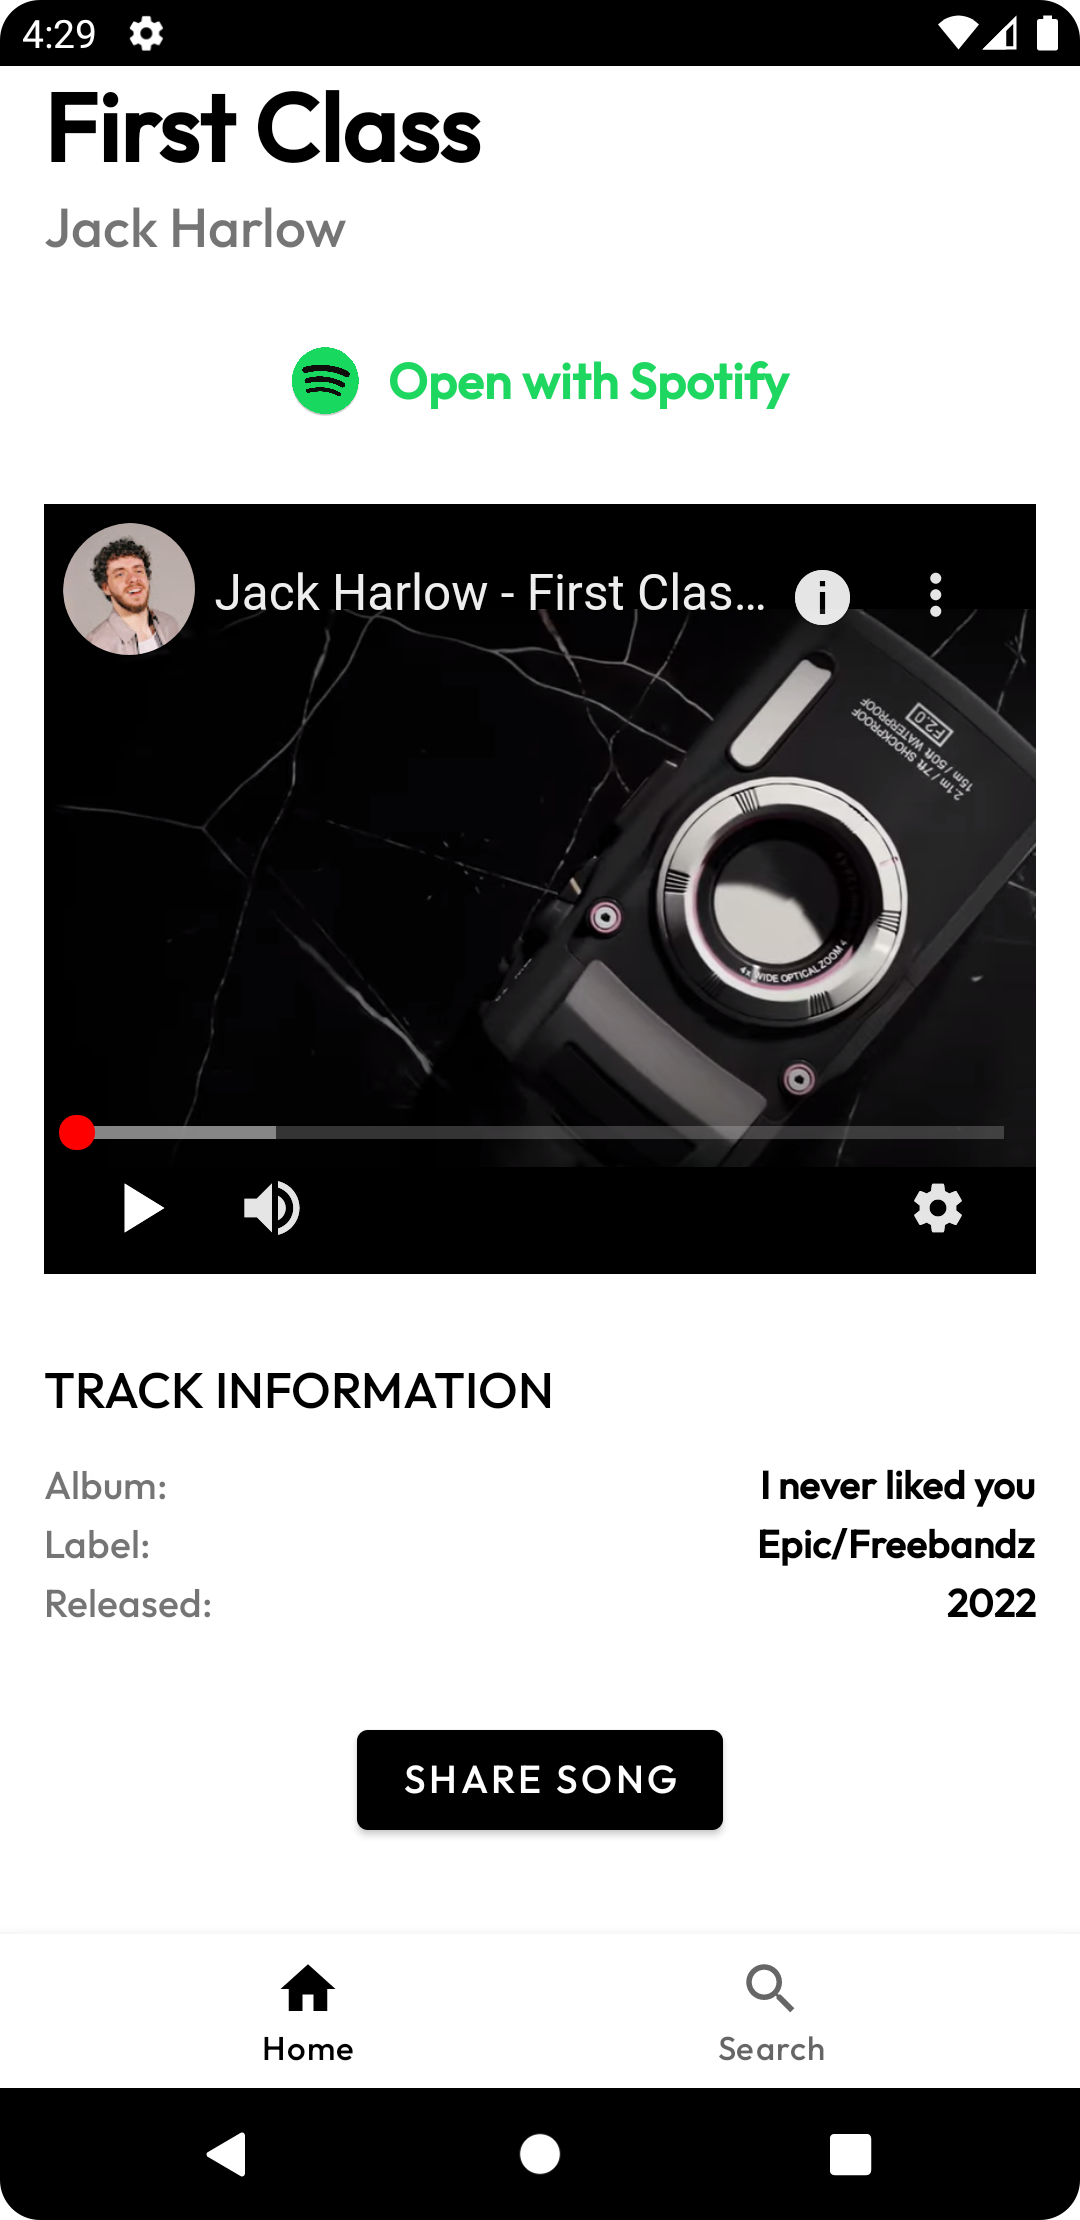 4:29
First Class
Jack Harlow
Open with Spotify
Jack Harlow - First Clas...
F2.0
2.1m / 7ft SHOCKPROOF
15m / 50ft WATERPROOF
4x WIDE OPTICAL ZOOM 4
TRACK INFORMATION
Album: I never liked you
Label: Epic/Freebandz
Released: 2022
SHARE SONG
Home
Search